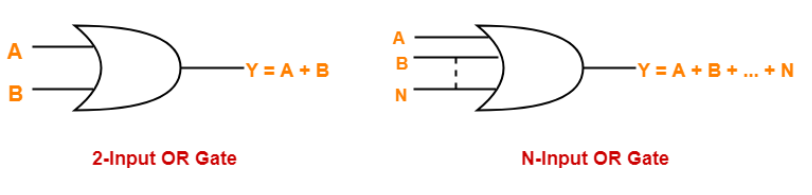 A
B
Y = A + B
2-Input OR Gate
A
B
N
Y = A + B + ... + N
N-Input OR Gate